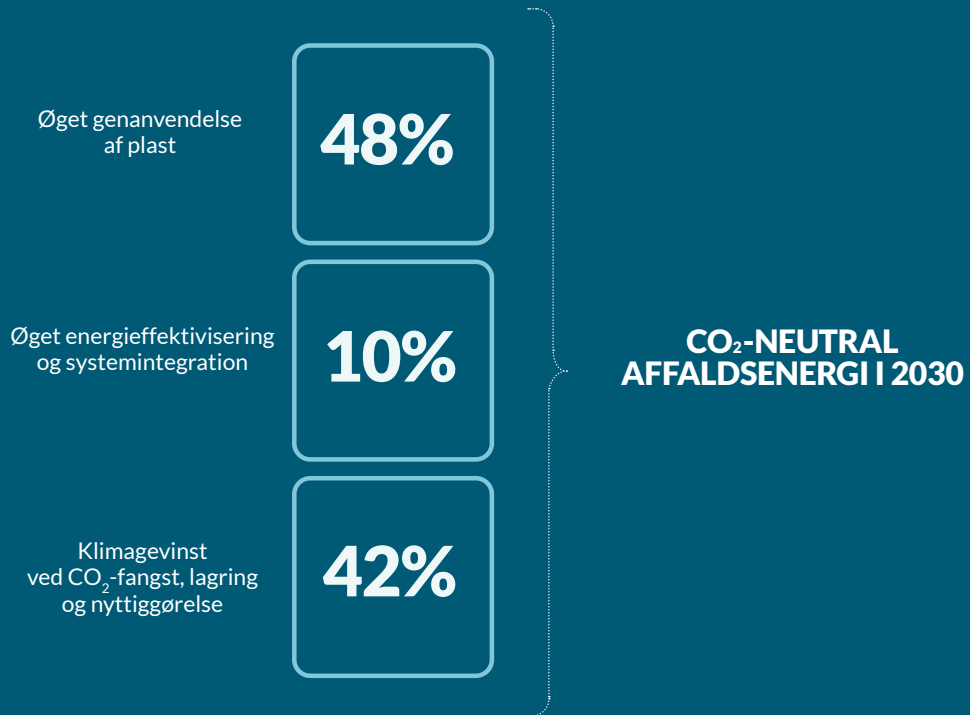 Øget genanvendelse
af plast
48%
Øget energieffektivisering
og systemintegration
10%
Klimagevinst
ved CO₂-fangst, lagring
og nyttiggørelse
42%
CO₂-NEUTRAL
AFFALDSENERGI I 2030